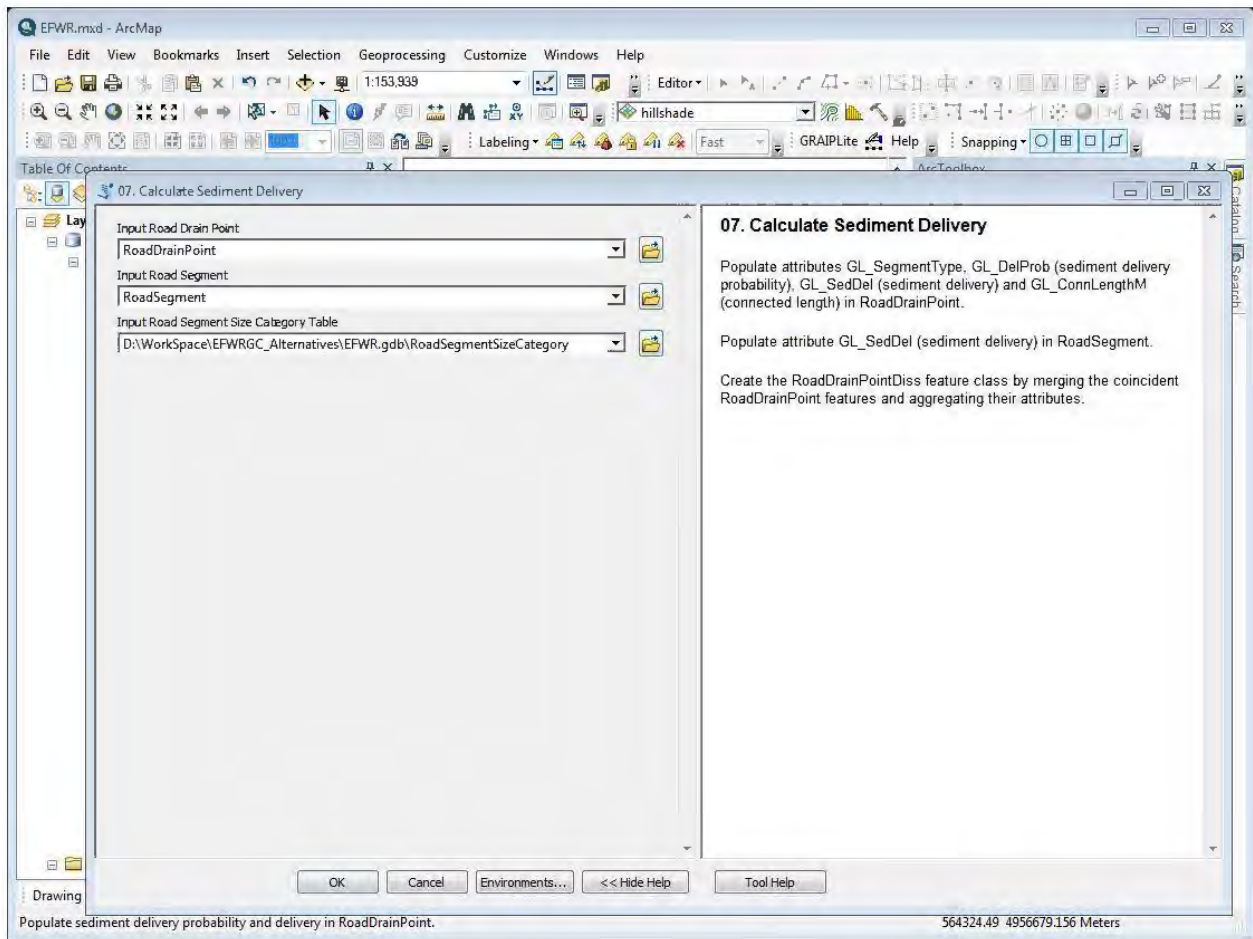 EFWR.mxd - ArcMap
File Edit View Bookmarks Insert Selection Geoprocessing Customize Windows Help
1:153,939 Editor
hillshade
100% Labeling Fast GRAIPLite Help Snapping
Table Of Contents ArcToolbox
Catalog
Search
Lay
07. Calculate Sediment Delivery
Input Road Drain Point
RoadDrainPoint
Input Road Segment
RoadSegment
Input Road Segment Size Category Table
D:\WorkSpace\EFWRGC_Alternatives\EFWR.gdb\RoadSegmentSizeCategory
07. Calculate Sediment Delivery
Populate attributes GL_SegmentType, GL_DelProb (sediment delivery
probability), GL_SedDel (sediment delivery) and GL_ConnLengthM
(connected length) in RoadDrainPoint.
Populate attribute GL_SedDel (sediment delivery) in RoadSegment.
Create the RoadDrainPointDiss feature class by merging the coincident
RoadDrainPoint features and aggregating their attributes.
OK Cancel Environments... << Hide Help Tool Help
Drawing
Populate sediment delivery probability and delivery in RoadDrainPoint. 564324.49 4956679.156 Meters